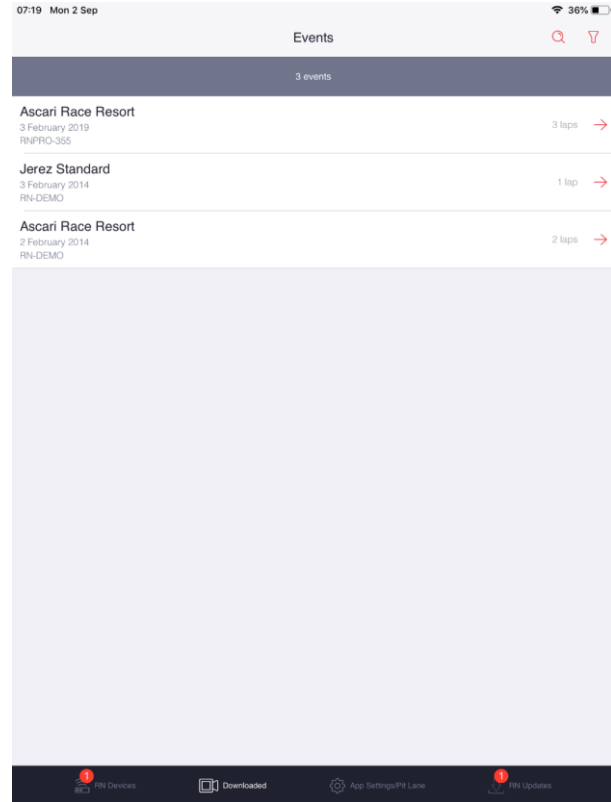 07:19 Mon 2 Sep 36%
Events
3 events
Ascari Race Resort
3 February 2019
RNPRO-355
3 laps
Jerez Standard
3 February 2014
RN-DEMO
1 lap
Ascari Race Resort
2 February 2014
RN-DEMO
2 laps
1
RN Devices
Downloaded
App Settings/Pit Lane
1
RN Updates